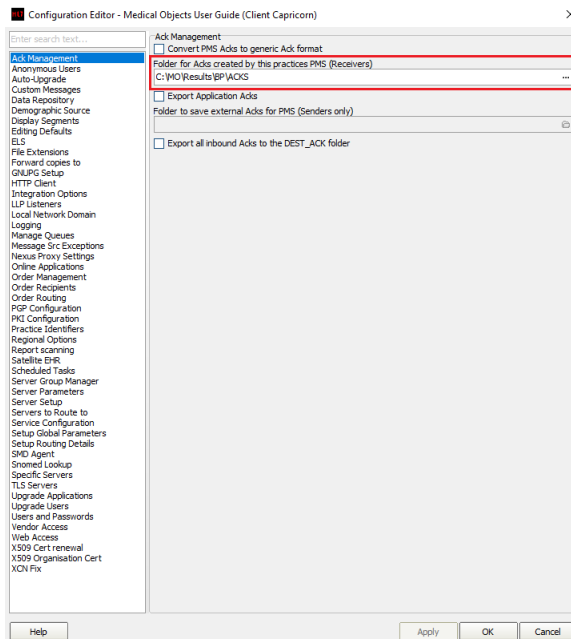 Configuration Editor - Medical Objects User Guide (Client Capricorn)
Enter search text...
Ack Management
Anonymous Users
Auto-Upgrade
Custom Messages
Data Repository
Demographic Source
Display Segments
Editing Defaults
ELS
File Extensions
Forward copies to
GNUPG Setup
HTTP Client
Integration Options
LLP Listeners
Local Network Domain
Logging
Manage Queues
Message Src Exceptions
Nexus Proxy Settings
Online Applications
Order Management
Order Recipients
Order Routing
PGP Configuration
PKI Configuration
Practice Identifiers
Regional Options
Report scanning
Satellite EHR
Scheduled Tasks
Server Group Manager
Server Parameters
Server Setup
Servers to Route to
Service Configuration
Setup Global Parameters
Setup Routing Details
SMD Agent
Snomed Lookup
Specific Servers
TLS Servers
Upgrade Applications
Upgrade Users
Users and Passwords
Vendor Access
Web Access
X509 Cert renewal
X509 Organisation Cert
XCN Fix
Ack Management
Convert PMS Acks to generic Ack format
Folder for Acks created by this practices PMS (Receivers)
C:\MO\Results\BP\ACKS
...
Export Application Acks
Folder to save external Acks for PMS (Senders only)
Export all inbound Acks to the DEST_ACK folder
Help
Apply
OK
Cancel